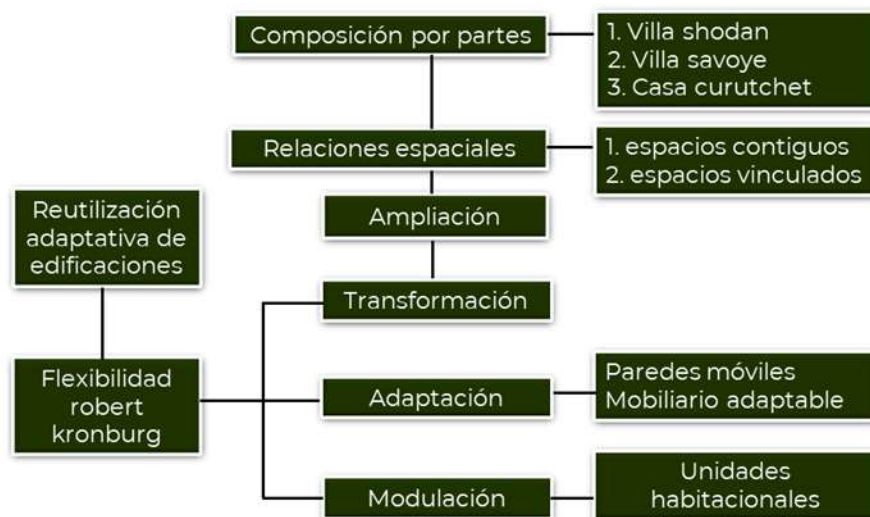 Composición por partes
1. Villa shodan
2. Villa savoye
3. Casa curutchet
Relaciones espaciales
1. espacios contiguos
2. espacios vinculados
Reutilización
adaptativa de
edificaciones
Ampliación
Transformación
Flexibilidad
robert
kronburg
Adaptación
Paredes móviles
Mobiliario adaptable
Modulación
Unidades
habitacionales